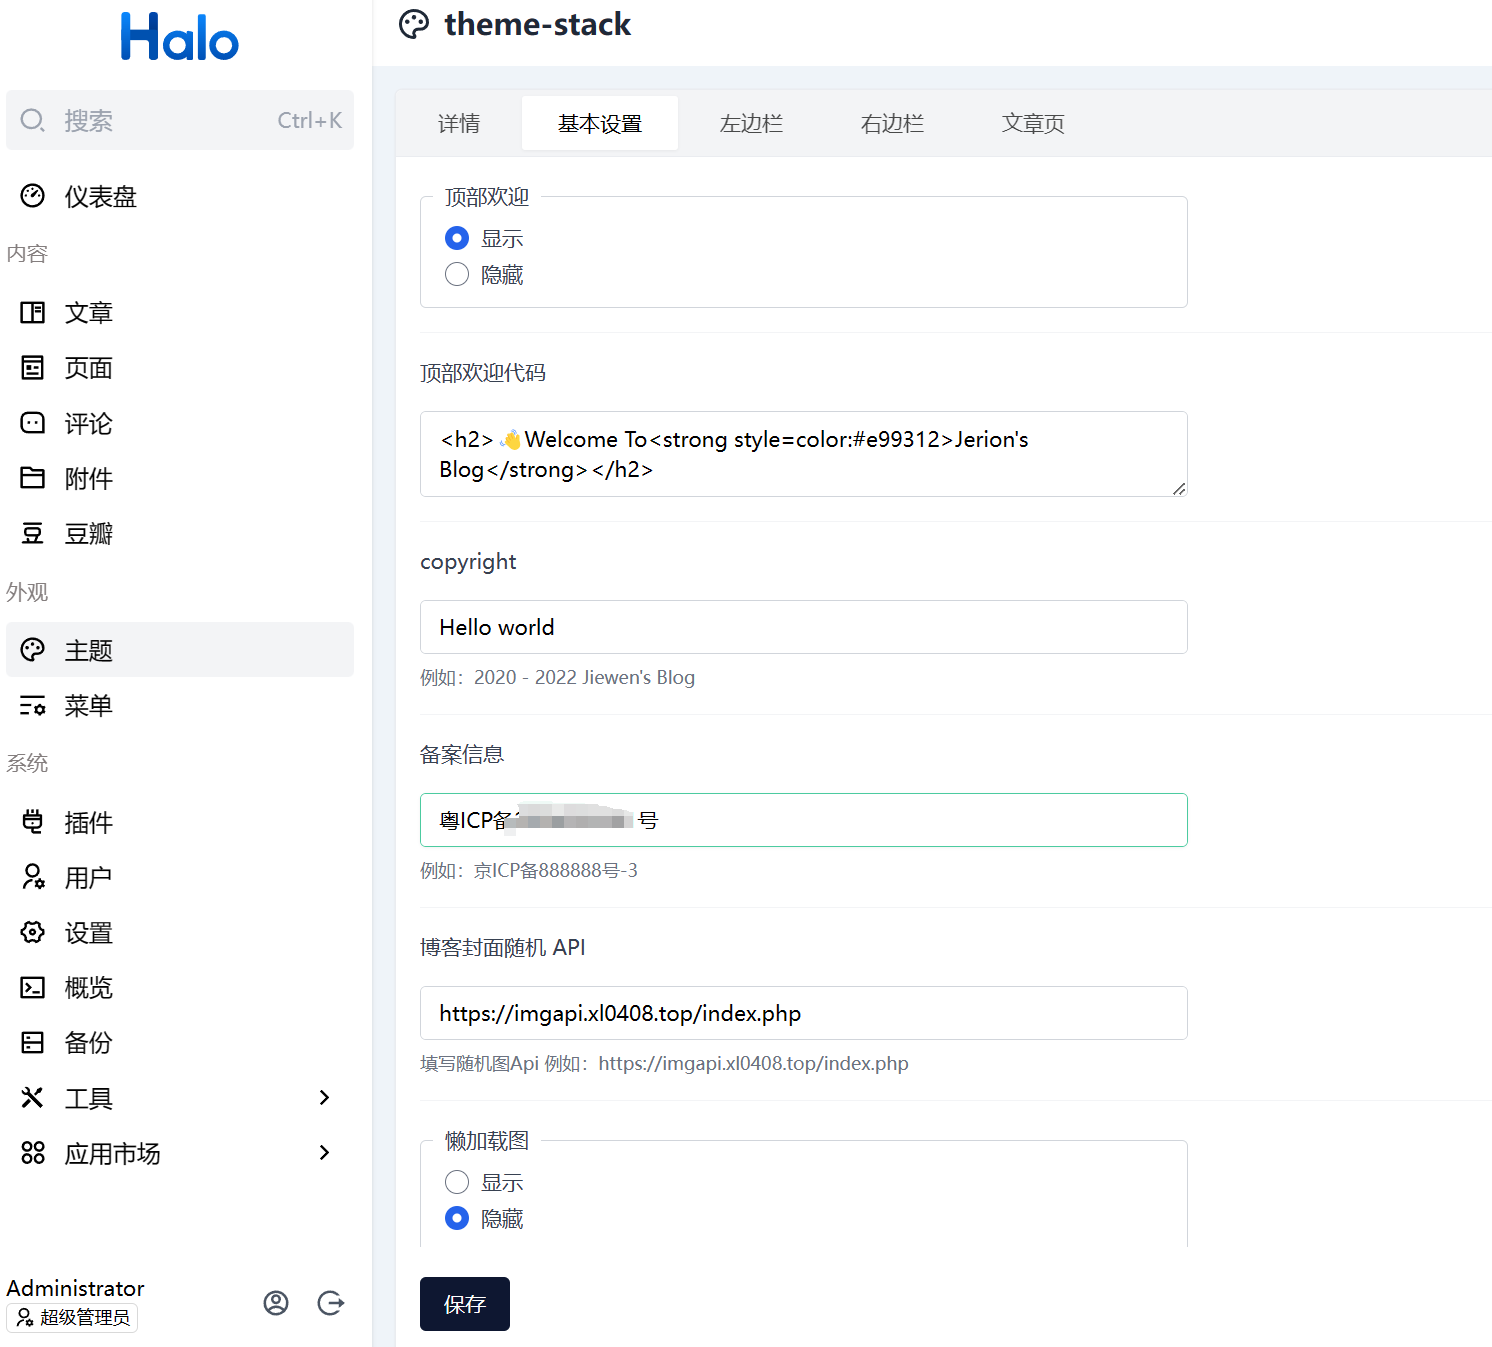 Halo
搜索 Ctrl+K
仪表盘
内容
文章
页面
评论
附件
豆瓣
外观
主题
菜单
系统
插件
用户
设置
概览
备份
工具
应用市场
Administrator
超级管理员
theme-stack
详情 基本设置 左边栏 右边栏 文章页
顶部欢迎
显示
隐藏
顶部欢迎代码
<h2>👋Welcome To<strong style=color:#e99312>Jerion's
Blog</strong></h2>
copyright
Hello world
例如：2020 - 2022 Jiewen's Blog
备案信息
粤ICP备 号
例如：京ICP备888888号-3
博客封面随机 API
https://imgapi.xl0408.top/index.php
填写随机图Api 例如：https://imgapi.xl0408.top/index.php
懒加载图
显示
隐藏
保存